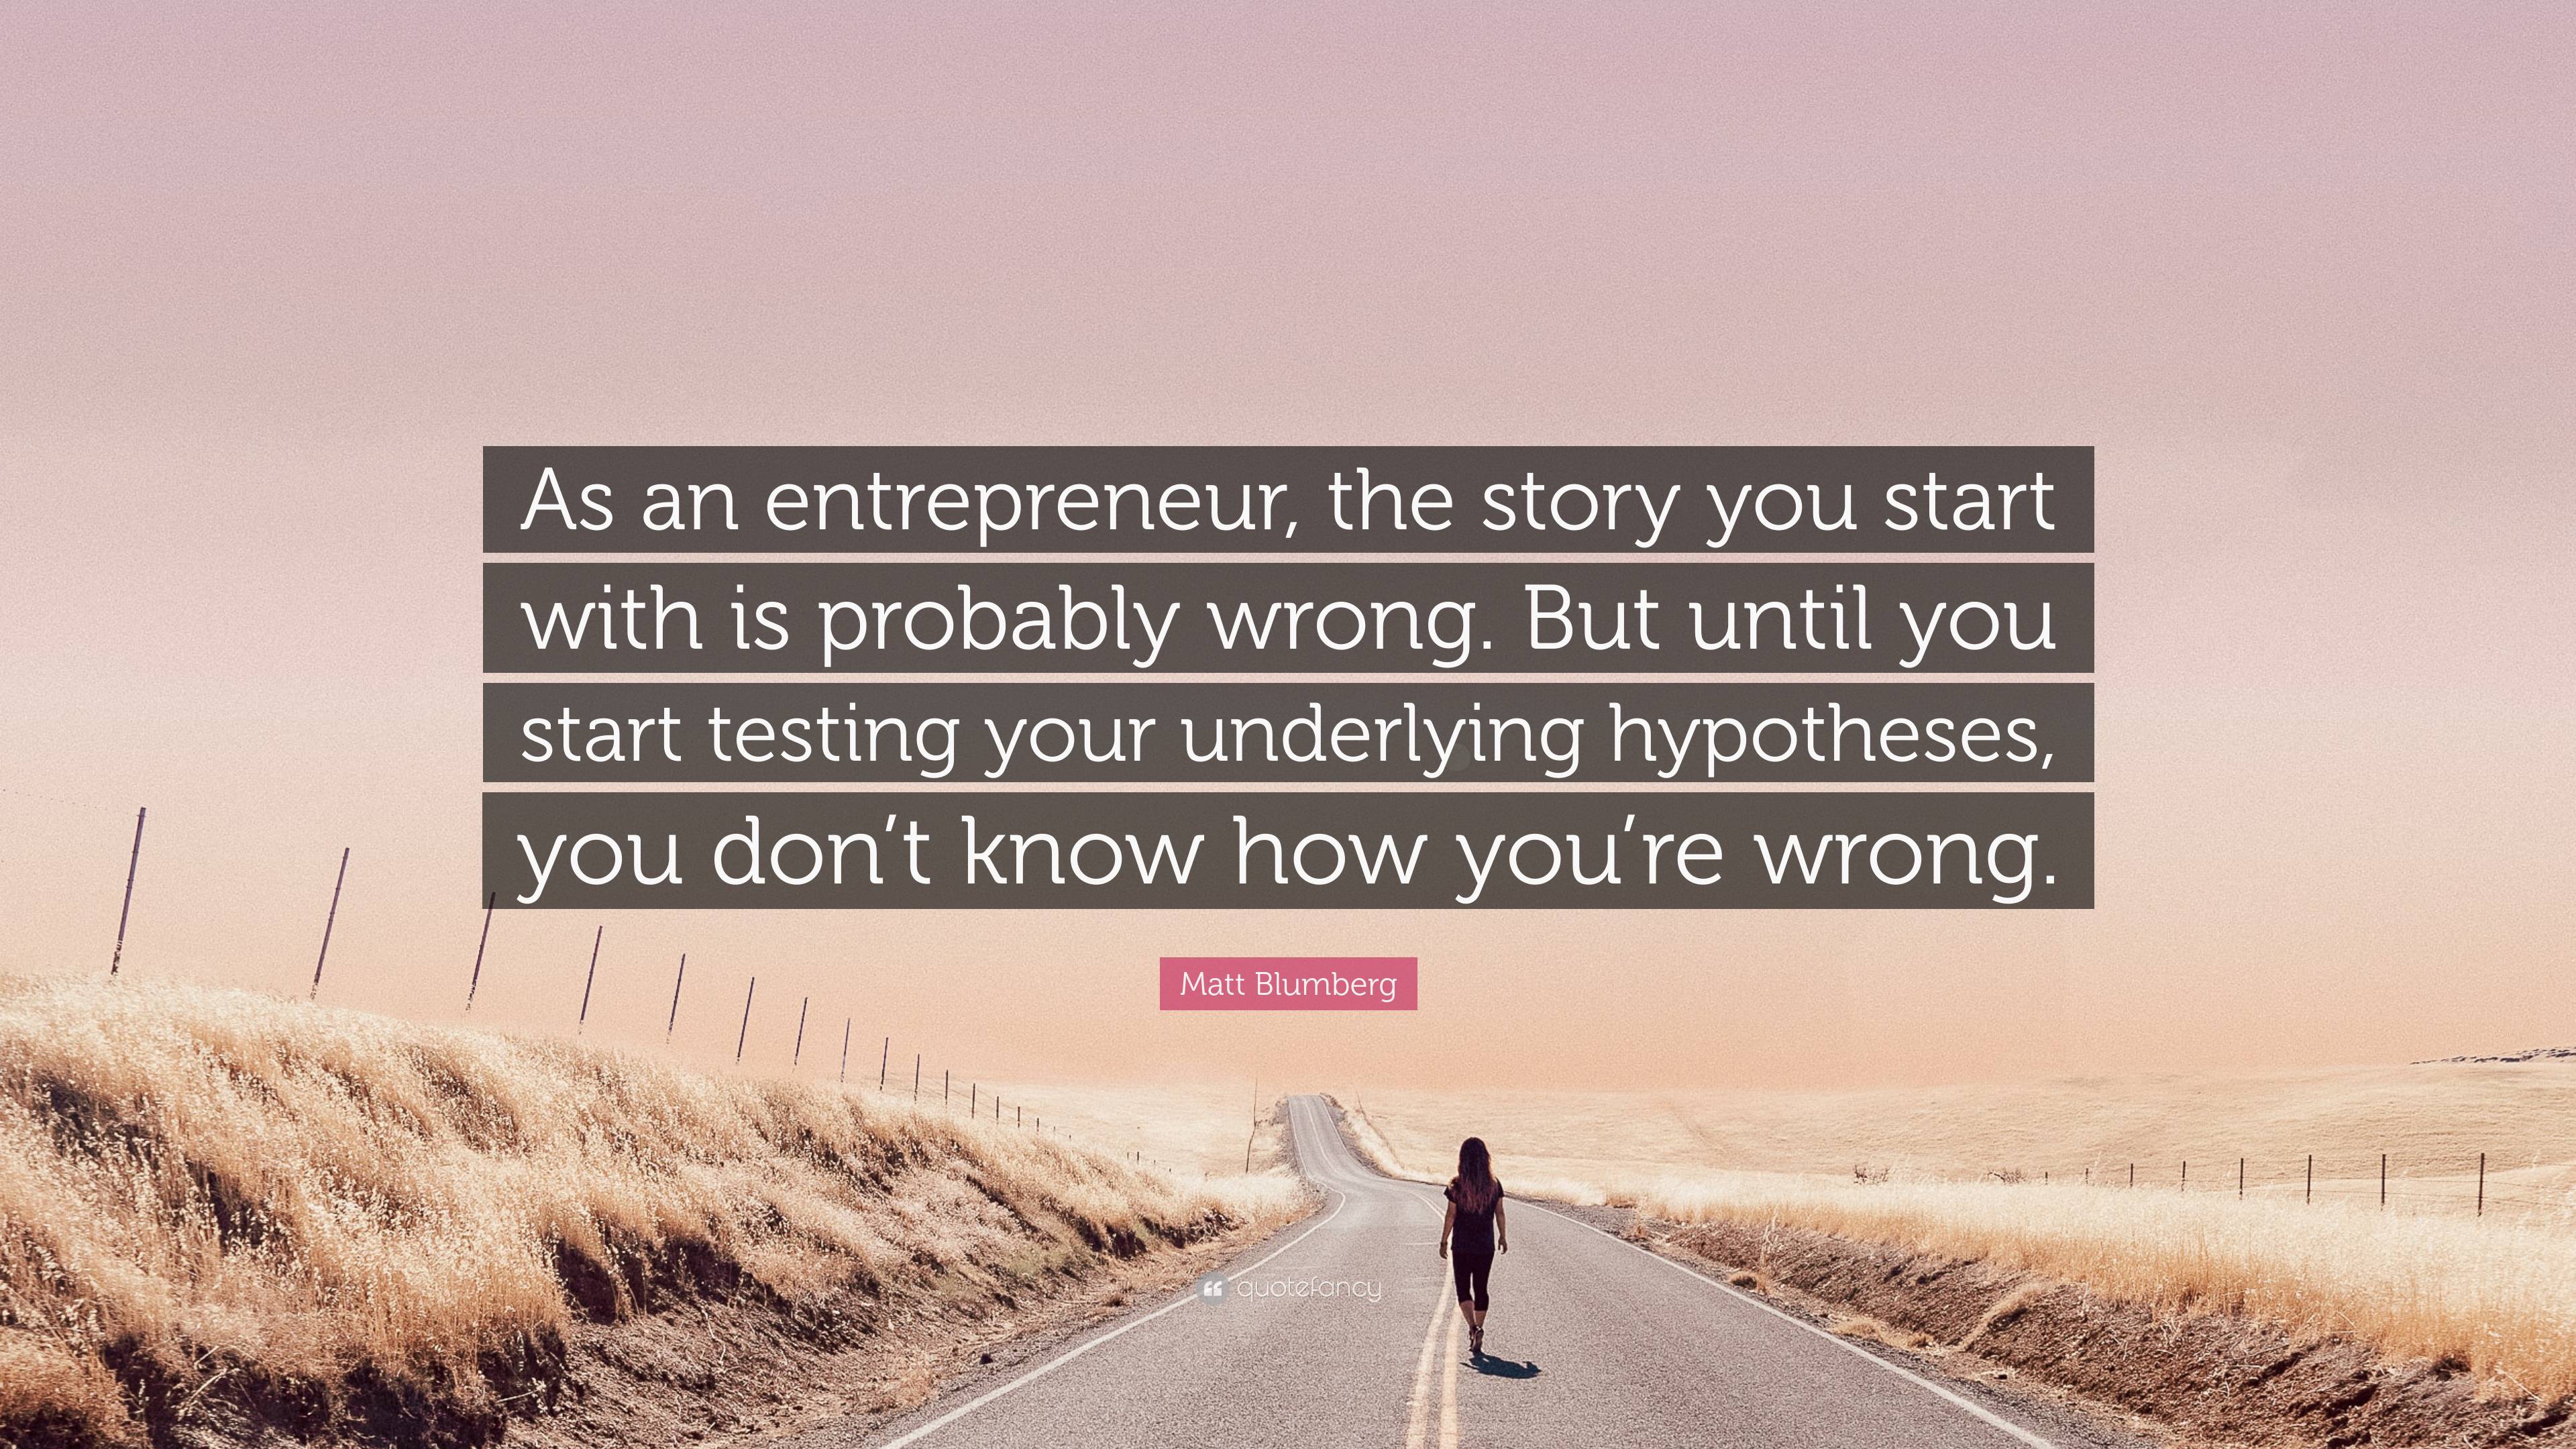 As an entrepreneur, the story you start
with is probably wrong. But until you
start testing your underlying hypotheses,
you don’t know how you’re wrong.
Matt Blumberg
quotefancy